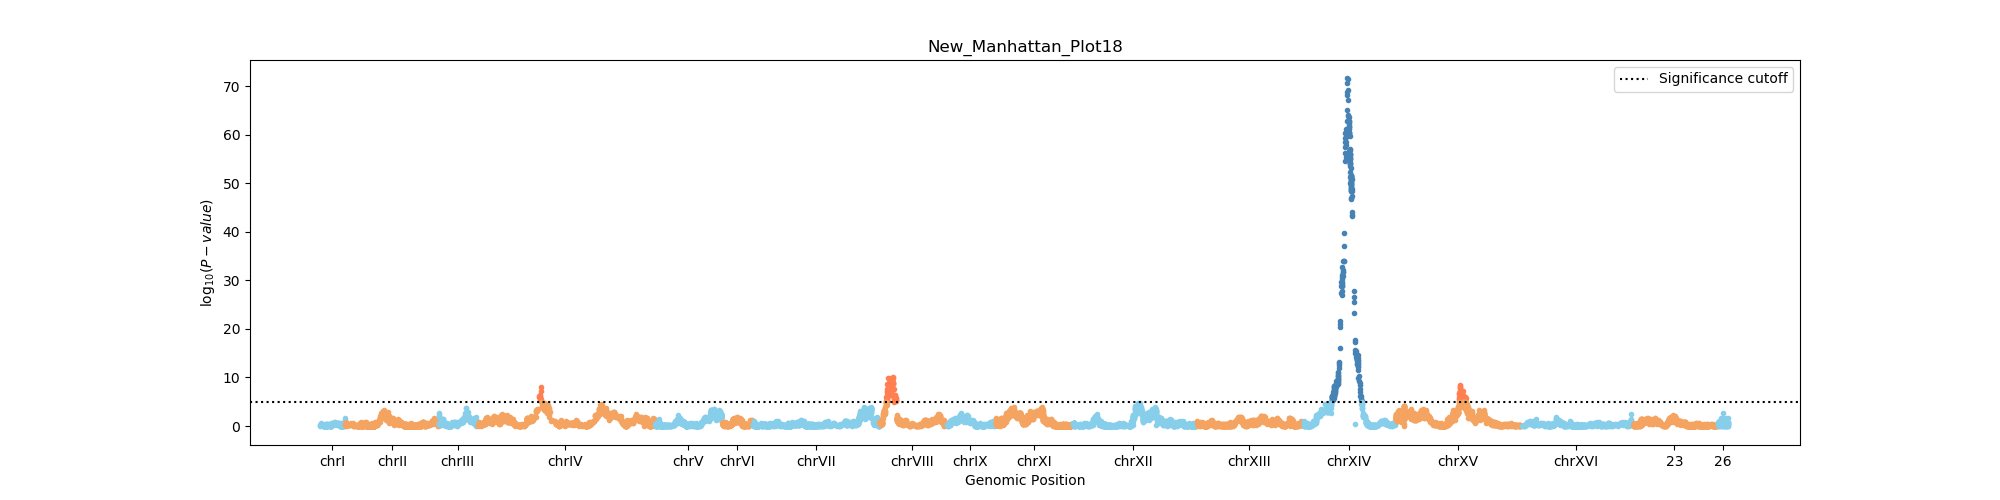 New_Manhattan_Plot18
Significance cutoff
70
60
50
40
30
20
10
0
log10(P − value)
chrI chrII chrIII chrIV chrV chrVI chrVII chrVIII chrIX chrXI chrXII chrXIII chrXIV chrXV chrXVI 23 26
Genomic Position